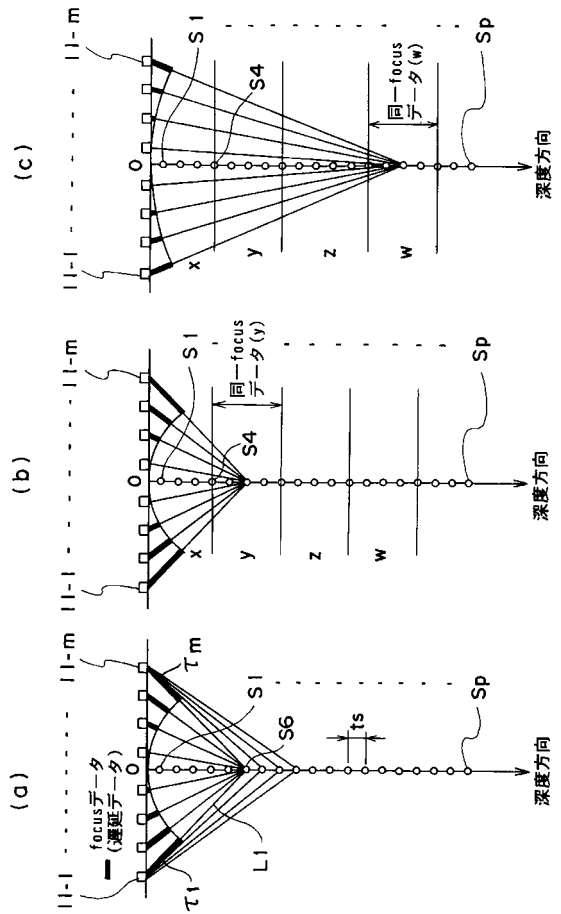 (a)
focusデータ
(遅延データ)
11-1
11-m
O
τ1
τm
S1
L1
S6
ts
Sp
深度方向
(b)
11-1
11-m
O
S1
x
S4
y
同一focus
データ(y)
z
w
Sp
深度方向
(c)
11-1
11-m
O
S1
x
S4
y
z
w
同一focus
データ(w)
Sp
深度方向